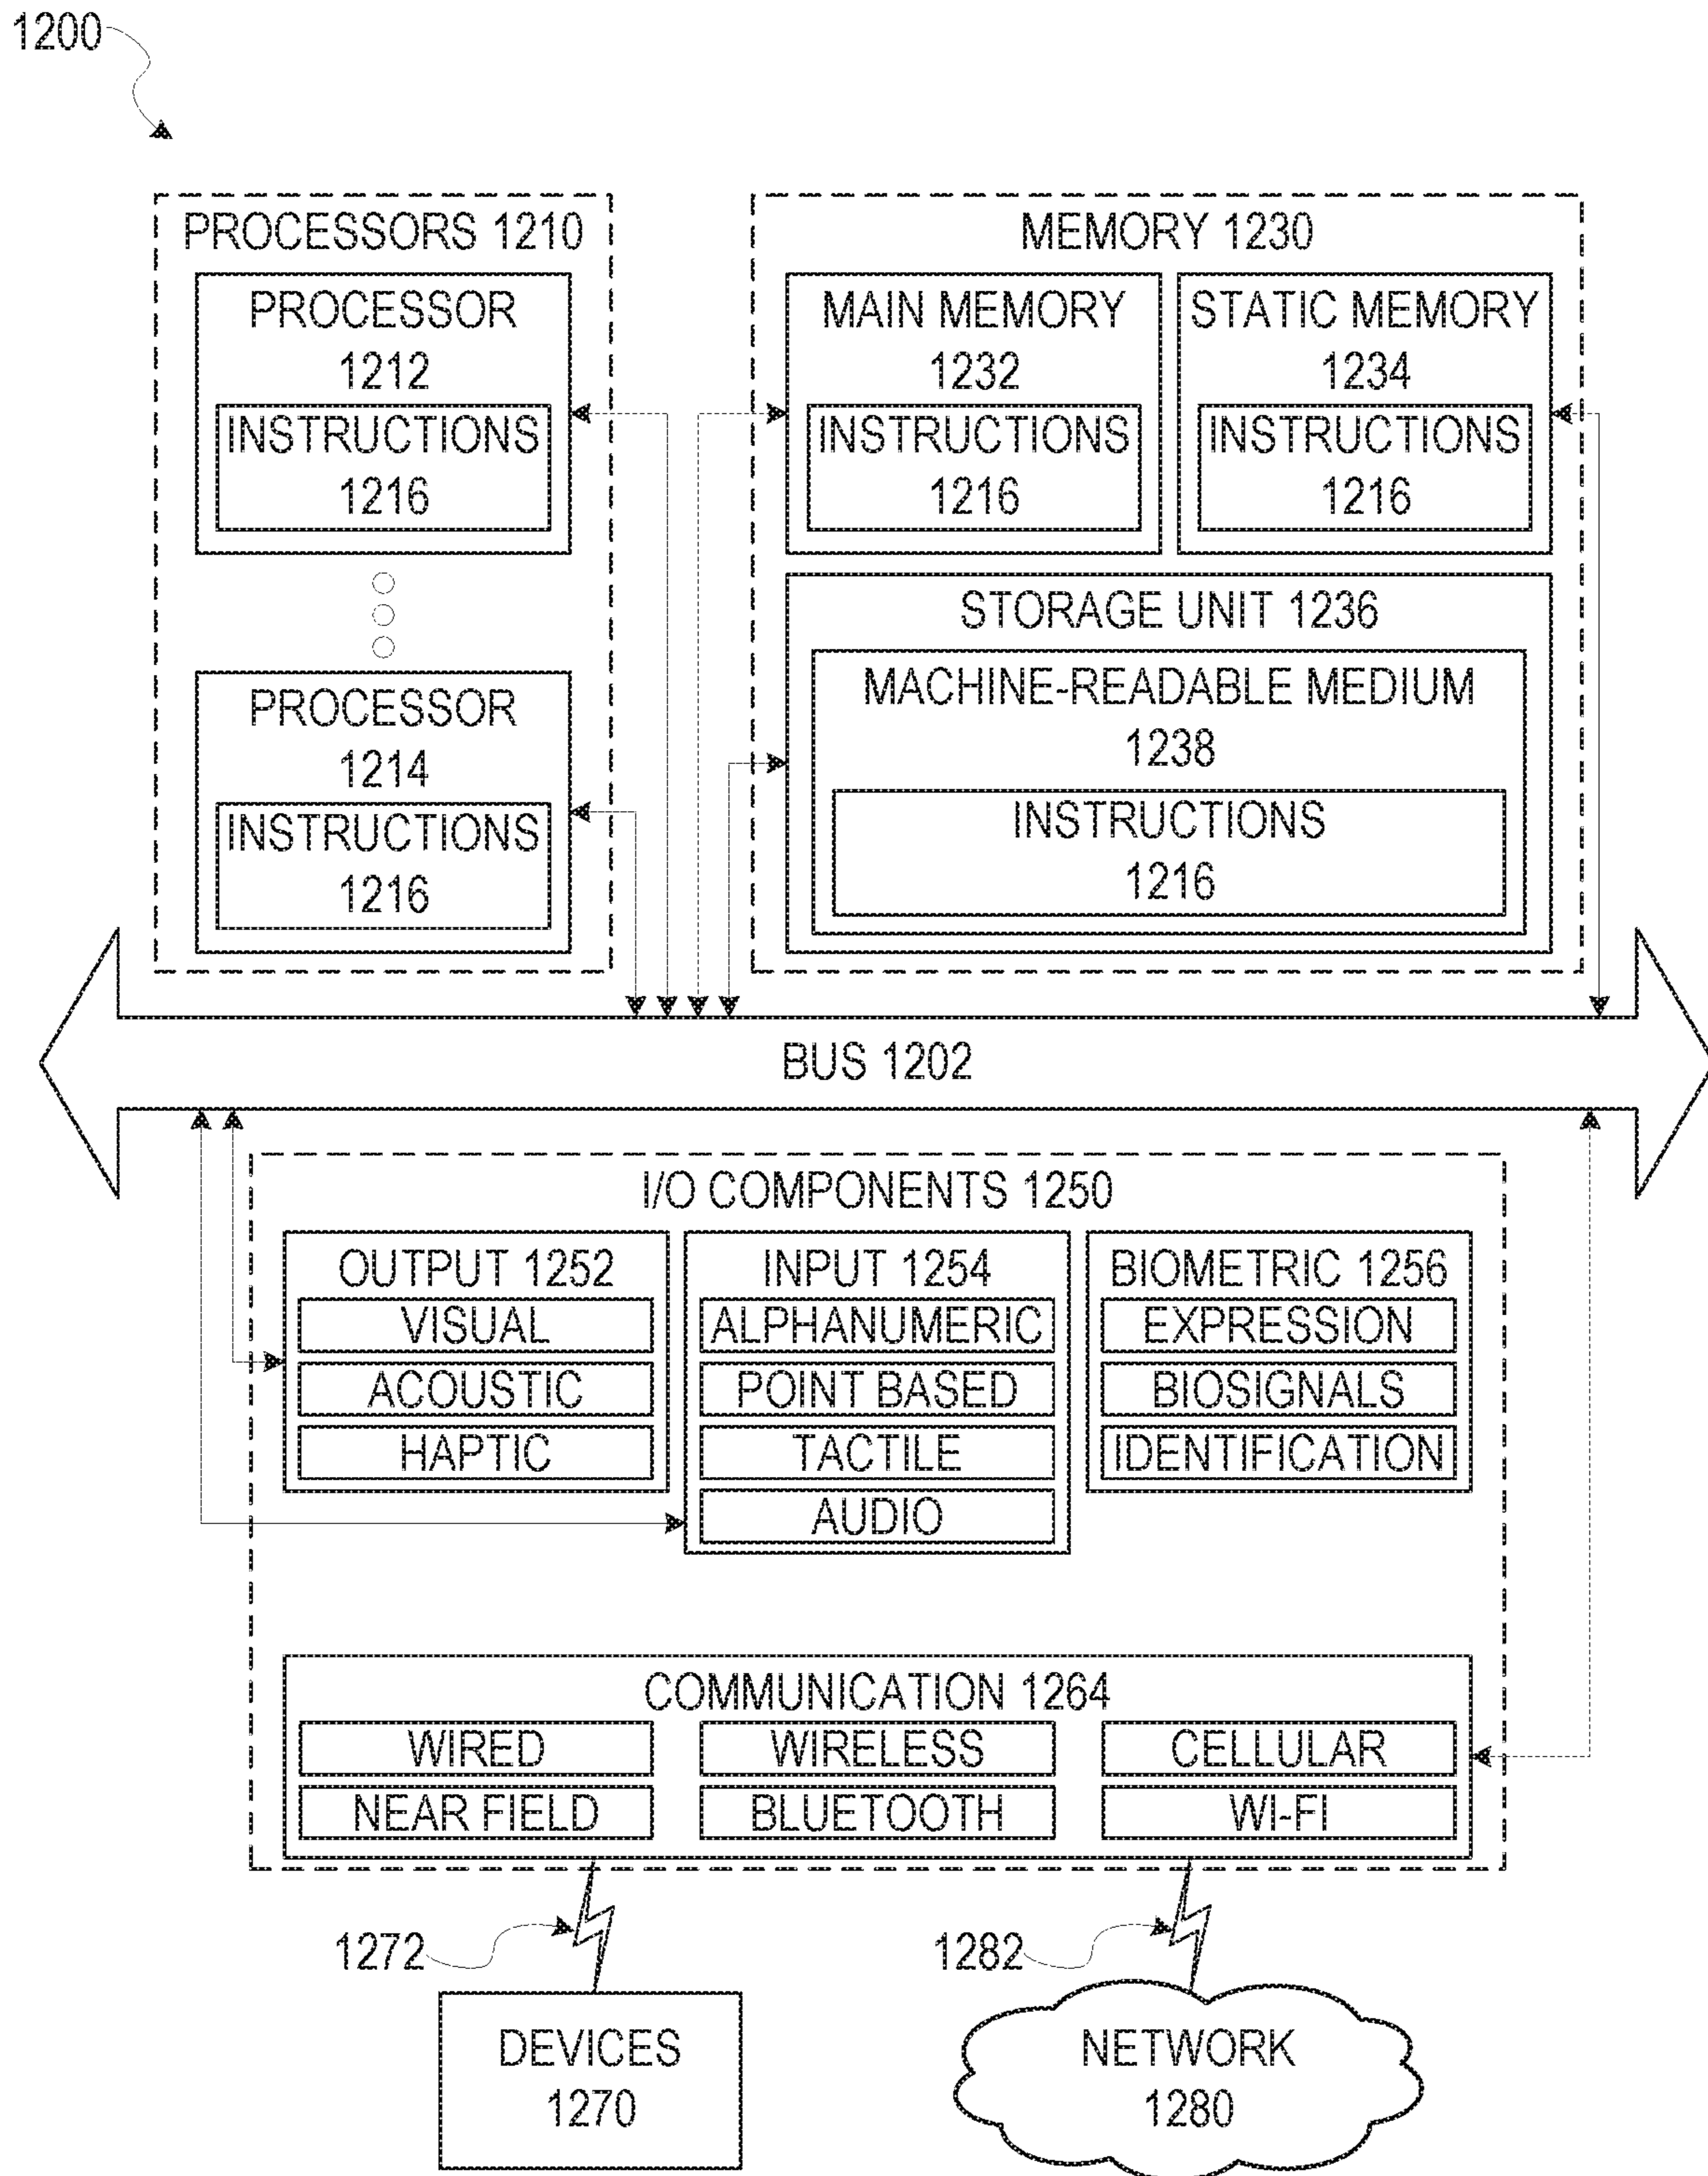 1200
PROCESSORS 1210
PROCESSOR
1212
INSTRUCTIONS
1216
PROCESSOR
1214
INSTRUCTIONS
1216
MEMORY 1230
MAIN MEMORY
1232
INSTRUCTIONS
1216
STATIC MEMORY
1234
INSTRUCTIONS
1216
STORAGE UNIT 1236
MACHINE-READABLE MEDIUM
1238
INSTRUCTIONS
1216
BUS 1202
I/O COMPONENTS 1250
OUTPUT 1252
VISUAL
ACOUSTIC
HAPTIC
INPUT 1254
ALPHANUMERIC
POINT BASED
TACTILE
AUDIO
BIOMETRIC 1256
EXPRESSION
BIOSIGNALS
IDENTIFICATION
COMMUNICATION 1264
WIRED
WIRELESS
CELLULAR
NEAR FIELD
BLUETOOTH
WI-FI
1272
1282
DEVICES
1270
NETWORK
1280